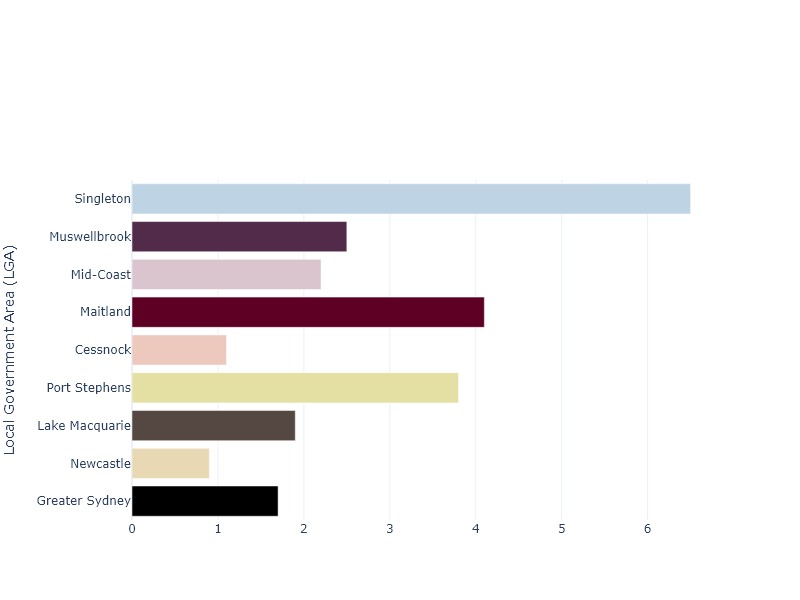 Local Government Area (LGA)
Singleton
Muswellbrook
Mid-Coast
Maitland
Cessnock
Port Stephens
Lake Macquarie
Newcastle
Greater Sydney
0 1 2 3 4 5 6